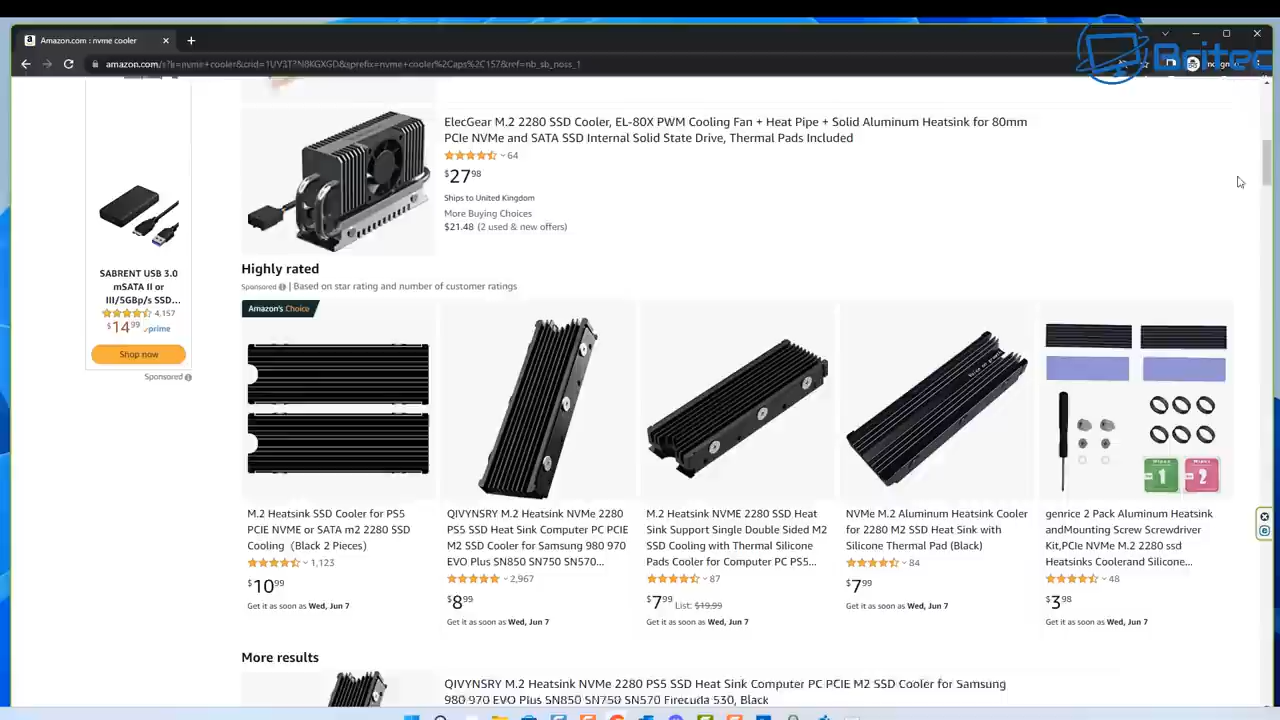 Britec
Amazon.com : nvme cooler
ElecGear M.2 2280 SSD Cooler, EL-80X PWM Cooling Fan + Heat Pipe + Solid Aluminum Heatsink for 80mm
PCIe NVMe and SATA SSD Internal Solid State Drive, Thermal Pads Included
64
$27.98
Ships to United Kingdom
More Buying Choices
$21.48 (2 used & new offers)
SABRENT USB 3.0
mSATA II or
III/5GBp/s SSD...
4,157
$14.99 prime
Shop now
Sponsored
Highly rated
Sponsored | Based on star rating and number of customer ratings
Amazon's Choice
M.2 Heatsink SSD Cooler for PS5
PCIE NVME or SATA m2 2280 SSD
Cooling (Black 2 Pieces)
1,123
$10.99
Get it as soon as Wed, Jun 7
QIVYNSRY M.2 Heatsink NVMe 2280
PS5 SSD Heat Sink Computer PC PCIE
M2 SSD Cooler for Samsung 980 970
EVO Plus SN850 SN750 SN570...
2,967
$8.99
Get it as soon as Wed, Jun 7
M.2 Heatsink NVME 2280 SSD Heat
Sink Support Single Double Sided M2
SSD Cooling with Thermal Silicone
Pads Cooler for Computer PC PS5...
87
$7.99 List: $19.99
Get it as soon as Wed, Jun 7
NVMe M.2 Aluminum Heatsink Cooler
for 2280 M2 SSD Heat Sink with
Silicone Thermal Pad (Black)
84
$7.99
Get it as soon as Wed, Jun 7
1 2
genrice 2 Pack Aluminum Heatsink
andMounting Screw Screwdriver
Kit,PCIe NVMe M.2 2280 ssd
Heatsinks Coolerand Silicone...
48
$3.98
Get it as soon as Wed, Jun 7
More results
QIVYNSRY M.2 Heatsink NVMe 2280 PS5 SSD Heat Sink Computer PC PCIE M2 SSD Cooler for Samsung
980 970 EVO Plus SN850 SN750 SN570 Firecuda 530, Black